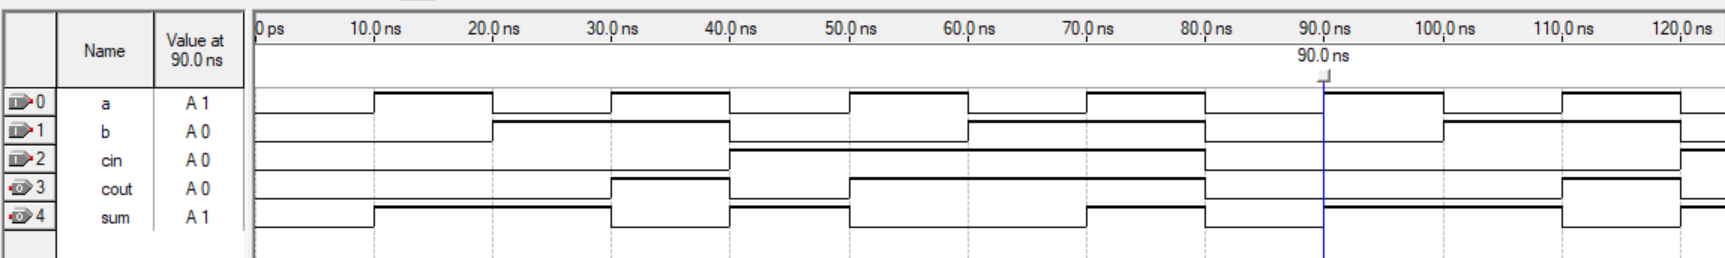 Name
Value at
90.0 ns
0 ps
10.0 ns
20.0 ns
30.0 ns
40.0 ns
50.0 ns
60.0 ns
70.0 ns
80.0 ns
90.0 ns
100.0 ns
110.0 ns
120.0 ns
90.0 ns
0 a A 1
1 b A 0
2 cin A 0
3 cout A 0
4 sum A 1